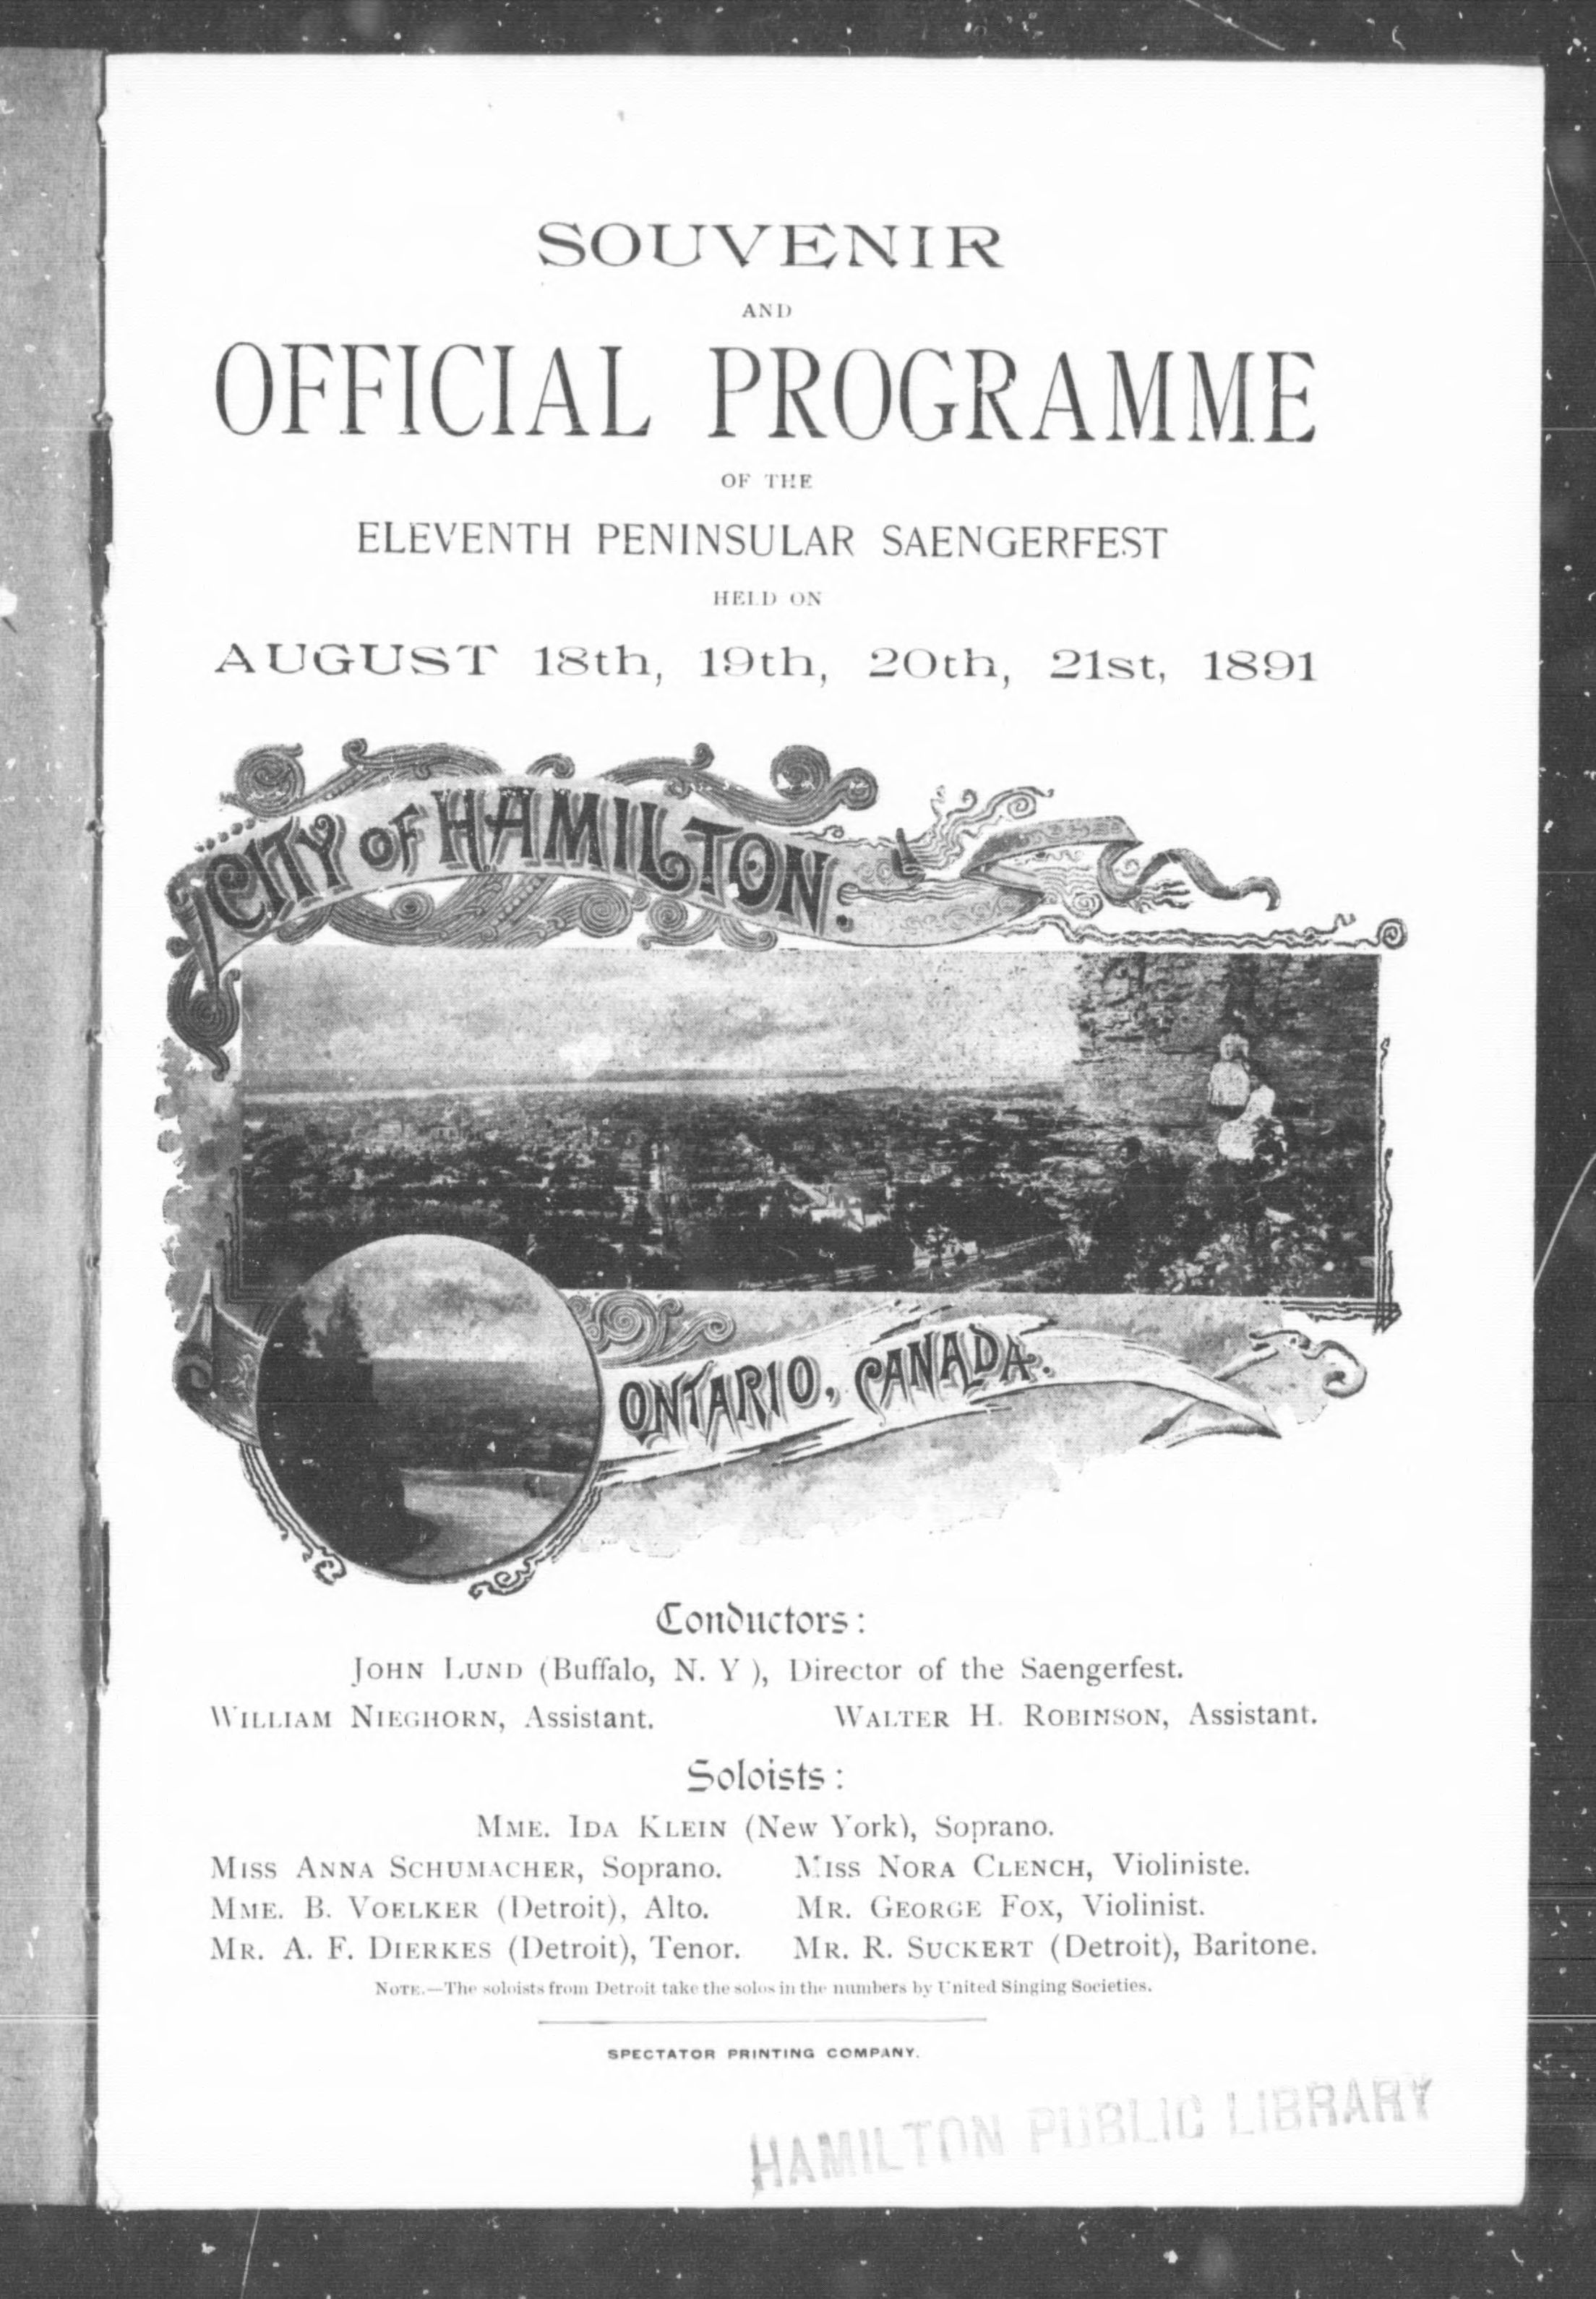 SOUVENIR
AND
OFFICIAL PROGRAMME
OF THE
ELEVENTH PENINSULAR SAENGERFEST
HELD ON
AUGUST 18th, 19th, 20th, 21st, 1891
CITY OF HAMILTON.
ONTARIO, CANADA.
Conductors:
JOHN LUND (Buffalo, N. Y ), Director of the Saengerfest.
WILLIAM NIEGHORN, Assistant. WALTER H. ROBINSON, Assistant.
Soloists:
MME. IDA KLEIN (New York), Soprano.
MISS ANNA SCHUMACHER, Soprano. MISS NORA CLENCH, Violiniste.
MME. B. VOELKER (Detroit), Alto. MR. GEORGE FOX, Violinist.
MR. A. F. DIERKES (Detroit), Tenor. MR. R. SUCKERT (Detroit), Baritone.
NOTE.—The soloists from Detroit take the solos in the numbers by United Singing Societies.
SPECTATOR PRINTING COMPANY.
HAMILTON PUBLIC LIBRARY